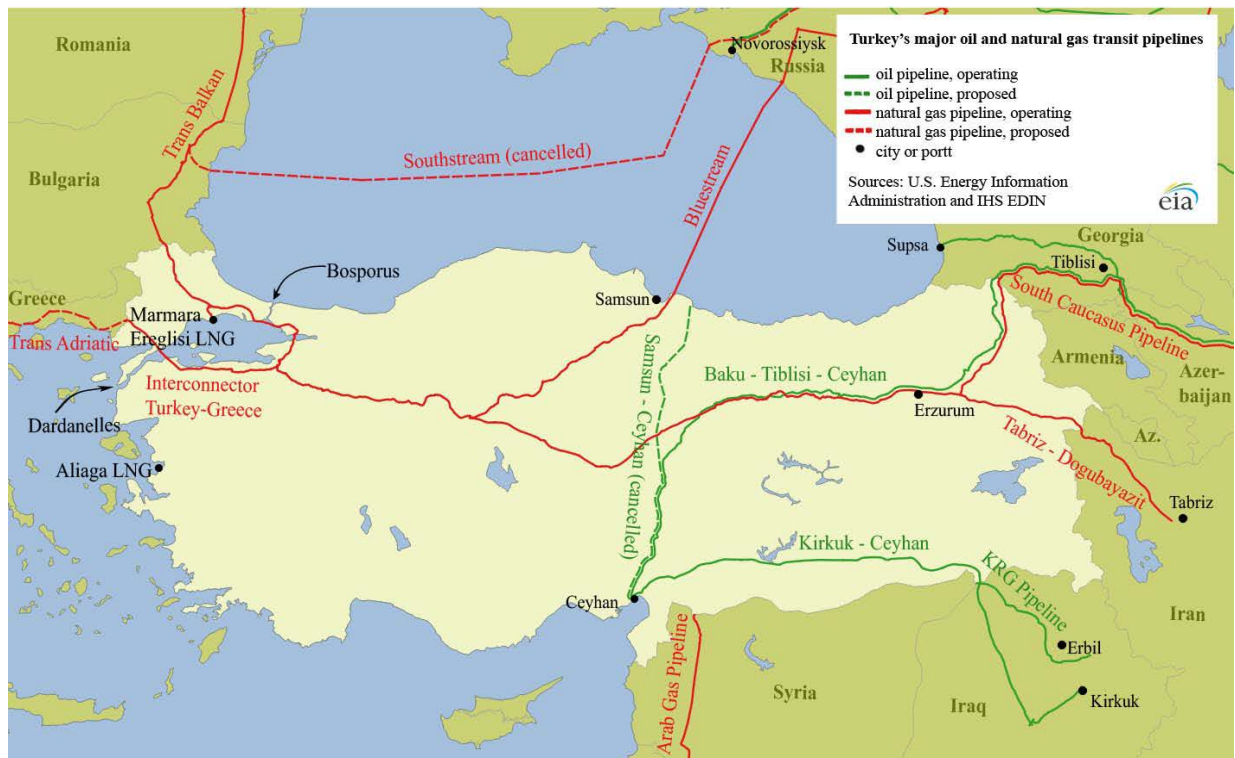 Turkey's major oil and natural gas transit pipelines
oil pipeline, operating
oil pipeline, proposed
natural gas pipeline, operating
natural gas pipeline, proposed
city or portt
Sources: U.S. Energy Information
Administration and IHS EDIN
eia
Romania
Novorossiysk
Russia
Trans Balkan
Southstream (cancelled)
Bluestream
Bulgaria
Supsa
Georgia
Tiblisi
Bosporus
South Caucasus Pipeline
Greece
Samsun
Marmara
Ereglisi LNG
Trans Adriatic
Armenia
Azer-
baijan
Samsun - Ceyhan (cancelled)
Baku - Tiblisi - Ceyhan
Interconnector
Turkey-Greece
Erzurum
Dardanelles
Az.
Tabriz - Dogubayazit
Aliaga LNG
Tabriz
Kirkuk - Ceyhan
KRG Pipeline
Ceyhan
Iran
Erbil
Arab Gas Pipeline
Syria
Iraq
Kirkuk